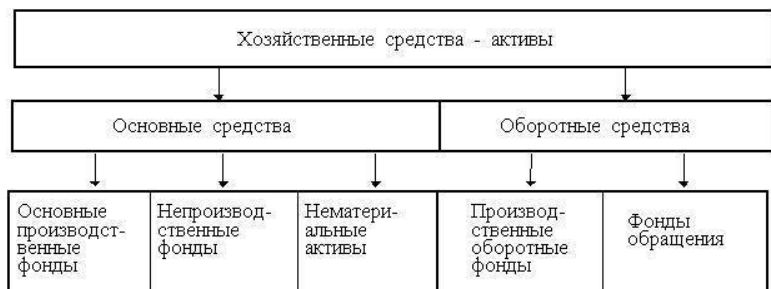 Хозяйственные средства - активы
Основные средства
Оборотные средства
Основные
производст-
венные
фонды
Непроизвод-
ственные
фонды
Нематери-
альные
активы
Производ-
ственные
оборотные
фонды
Фонды
обращения